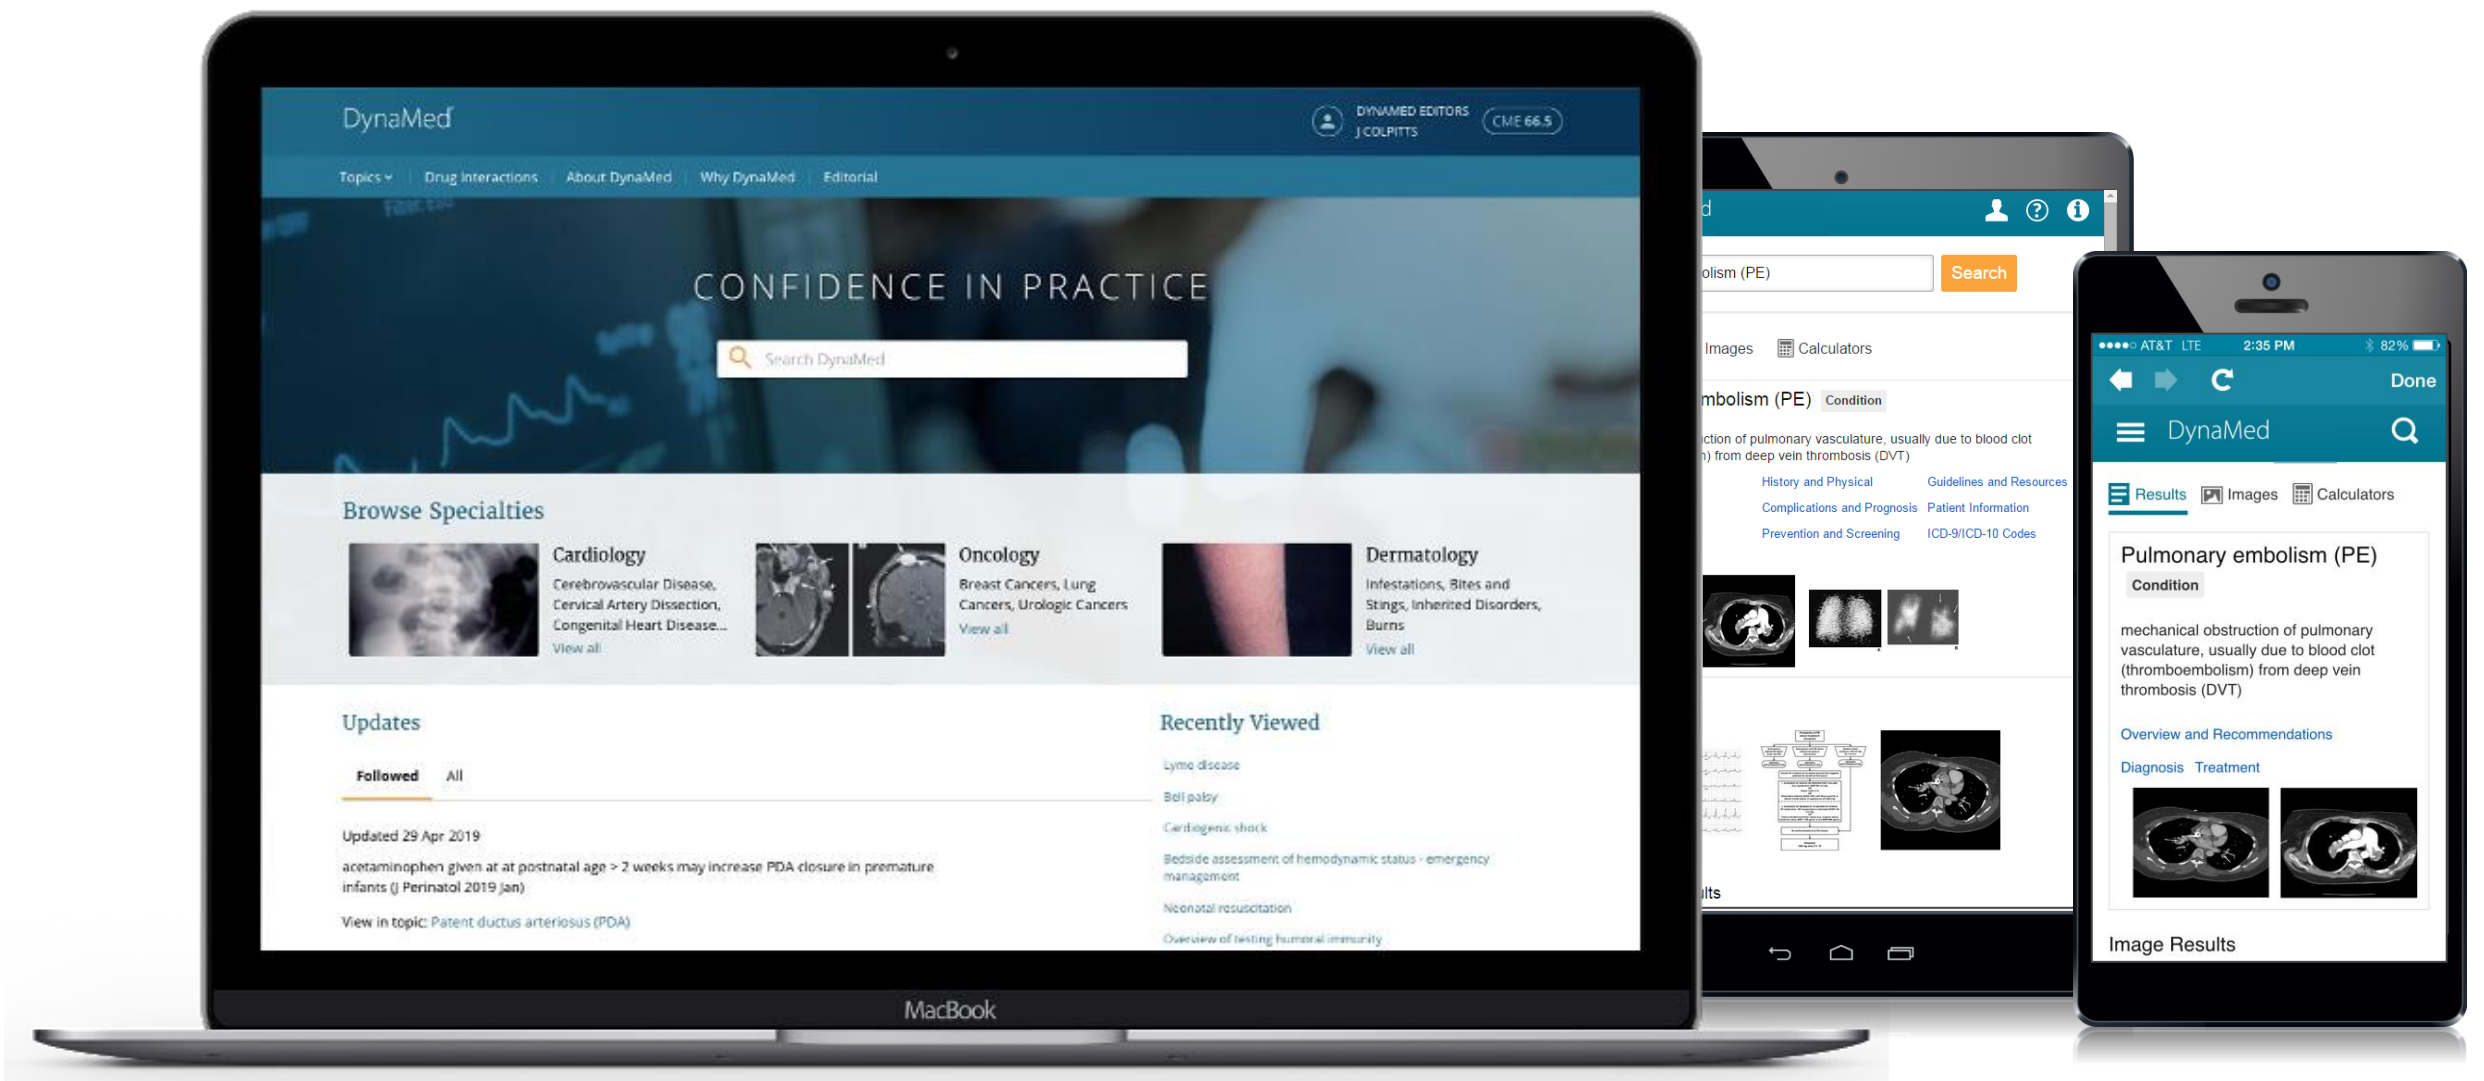 DynaMed
DYNAMED EDITORS
J COLPITTS
CME 66.5
Topics
Drug Interactions
About DynaMed
Why DynaMed
Editorial
CONFIDENCE IN PRACTICE
Search DynaMed
Browse Specialties
Cardiology
Cerebrovascular Disease,
Cervical Artery Dissection,
Congenital Heart Disease...
View all
Oncology
Breast Cancers, Lung
Cancers, Urologic Cancers
View all
Dermatology
Infestations, Bites and
Stings, Inherited Disorders,
Burns
View all
Updates
Followed All
Updated 29 Apr 2019
acetaminophen given at at postnatal age > 2 weeks may increase PDA closure in premature
infants (J Perinatol 2019 Jan)
View in topic: Patent ductus arteriosus (PDA)
Recently Viewed
Lyme disease
Bell palsy
Cardiogenic shock
Bedside assessment of hemodynamic status - emergency
management
Neonatal resuscitation
Overview of testing humoral immunity
MacBook
d
olism (PE)
Search
Images
Calculators
mbolism (PE) Condition
ction of pulmonary vasculature, usually due to blood clot
) from deep vein thrombosis (DVT)
History and Physical
Guidelines and Resources
Complications and Prognosis
Patient Information
Prevention and Screening
ICD-9/ICD-10 Codes
lts
AT&T LTE 2:35 PM 82%
Done
DynaMed
Results Images Calculators
Pulmonary embolism (PE)
Condition
mechanical obstruction of pulmonary
vasculature, usually due to blood clot
(thromboembolism) from deep vein
thrombosis (DVT)
Overview and Recommendations
Diagnosis Treatment
Image Results